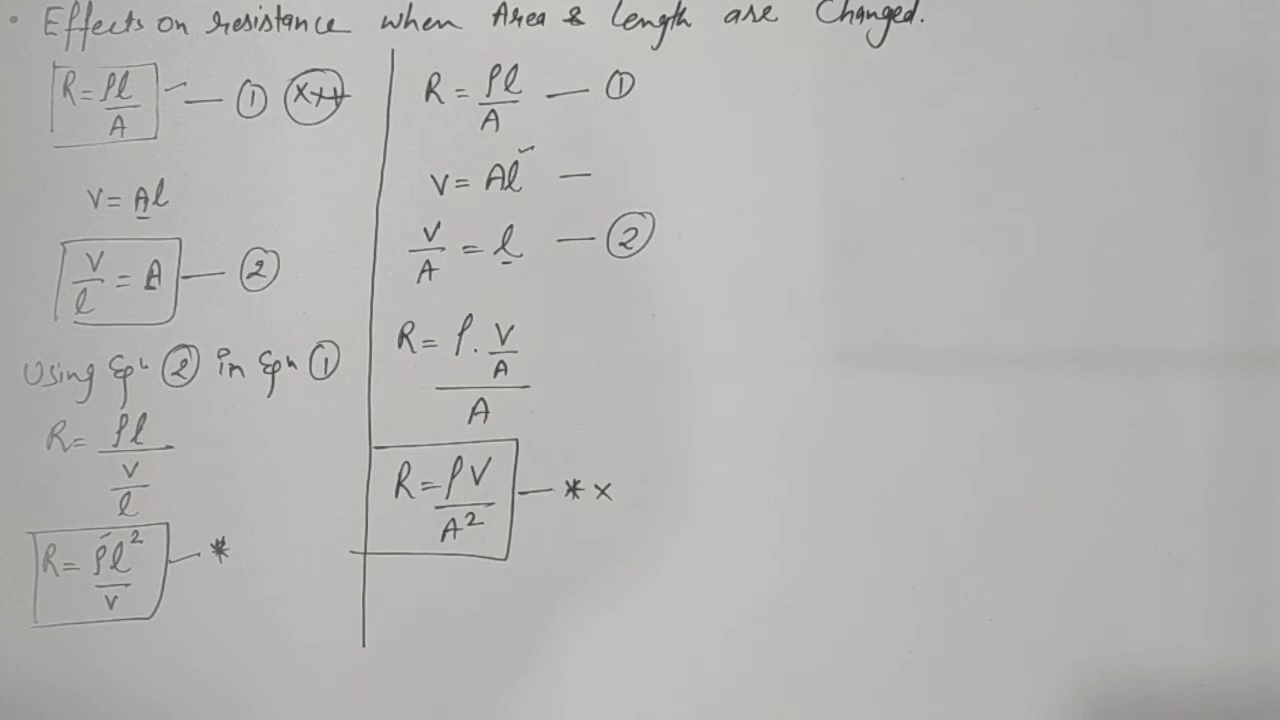 • Effects on resistance when Area & length are Changed.
R = ρl/A — ①
V = Al
V/l = A — ②
Using Eqⁿ ② in Eqⁿ ①
R = ρl/(V/l)
R = ρl²/V — *
R = ρl/A — ①
V = Al —
V/A = l — ②
R = (ρ. V/A)/A
R = ρV/A² — * x